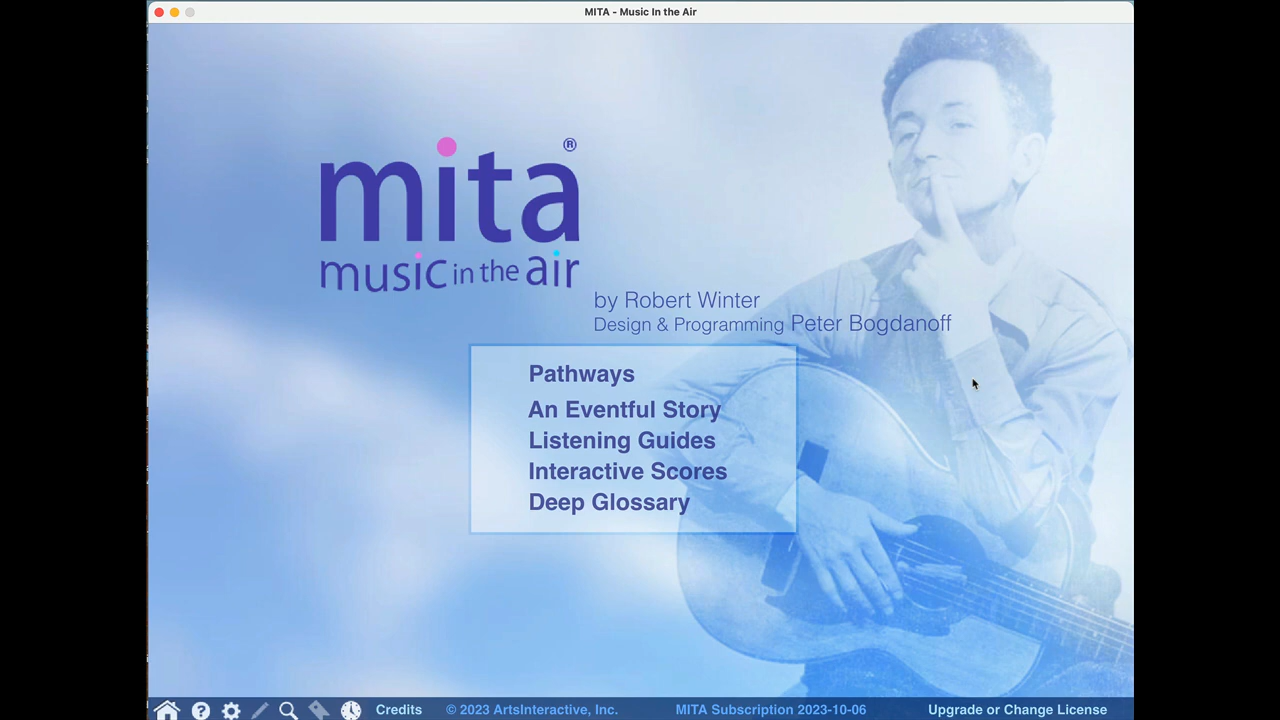 MITA - Music In the Air
mita®
music in the air
by Robert Winter
Design & Programming Peter Bogdanoff
Pathways
An Eventful Story
Listening Guides
Interactive Scores
Deep Glossary
Credits © 2023 ArtsInteractive, Inc. MITA Subscription 2023-10-06 Upgrade or Change License